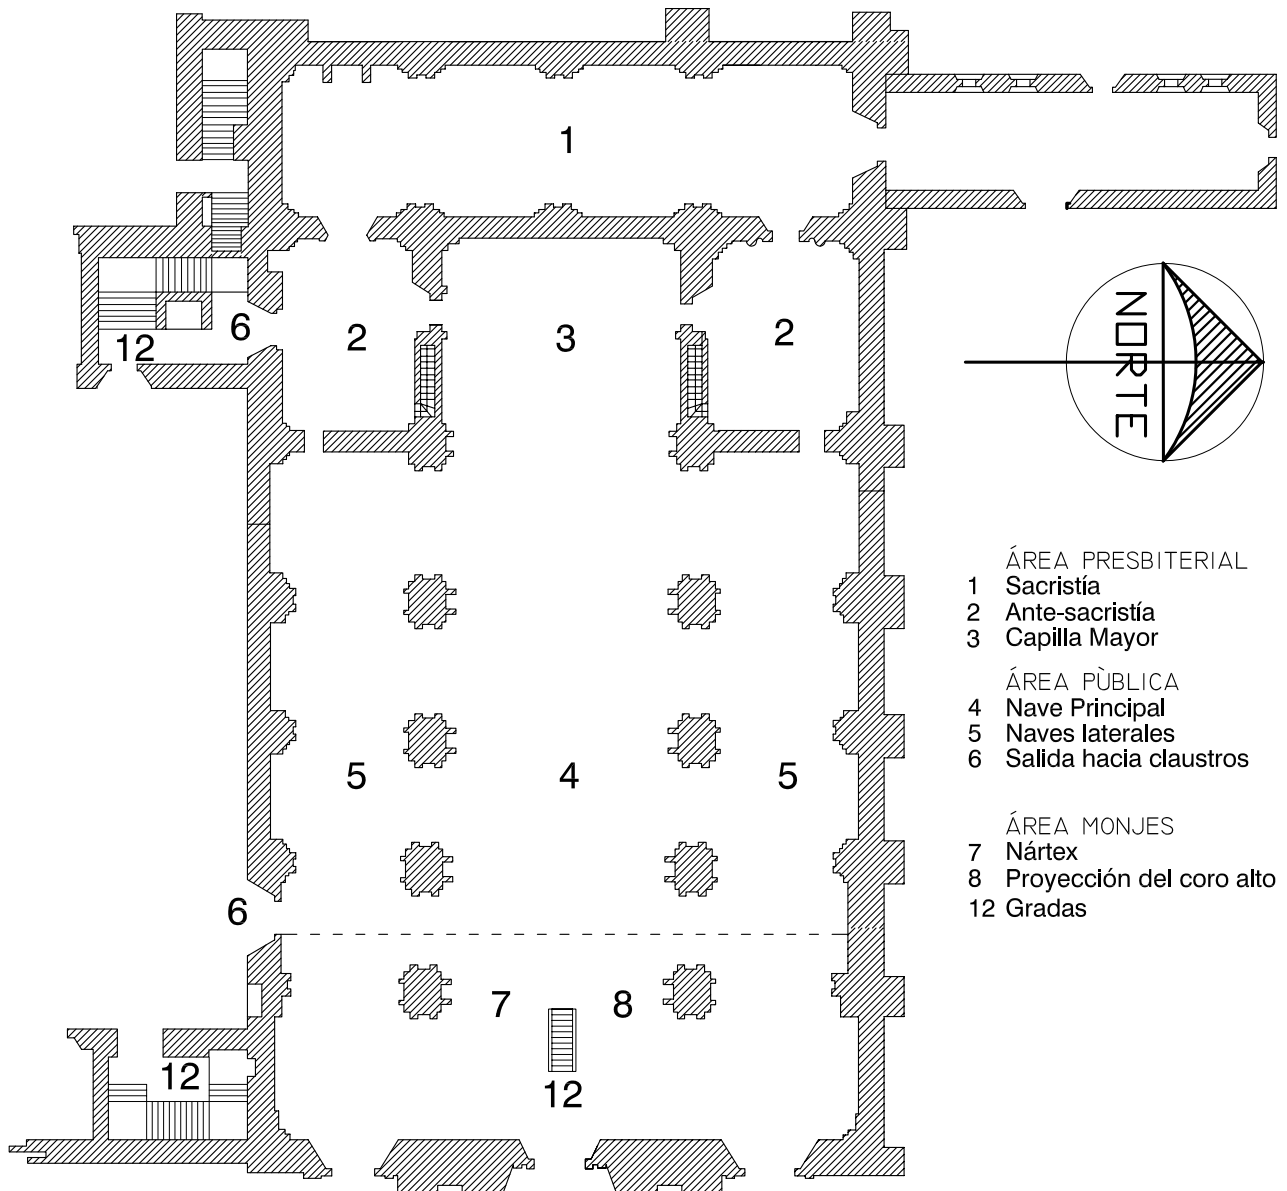 1
6
2
3
2
12
NORTE
ÁREA PRESBITERIAL
1 Sacristía
2 Ante-sacristía
3 Capilla Mayor
ÁREA PÙBLICA
4 Nave Principal
5 Naves laterales
6 Salida hacia claustros
5
4
5
ÁREA MONJES
7 Nártex
8 Proyección del coro alto
12 Gradas
6
7
8
12
12